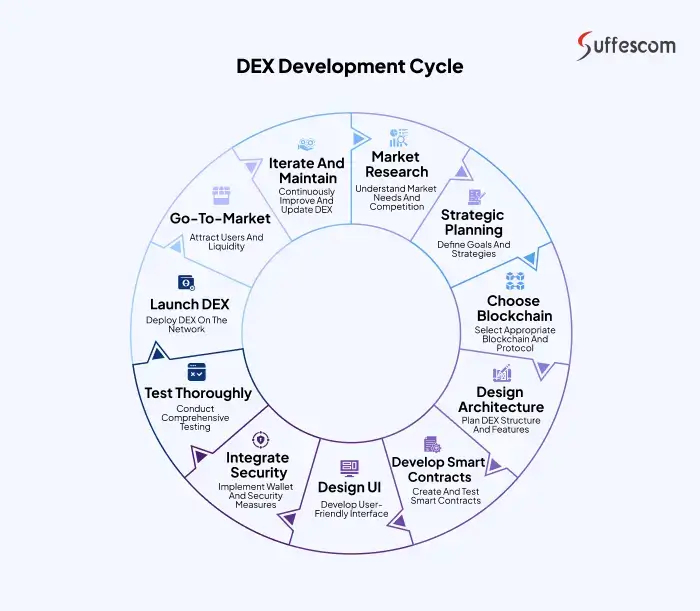 Suffescom
DEX Development Cycle
Market
Research
Understand Market
Needs And
Competition
Strategic
Planning
Define Goals And
Strategies
Choose
Blockchain
Select Appropriate
Blockchain And
Protocol
Design
Architecture
Plan DEX Structure
And Features
Develop Smart
Contracts
Create And Test
Smart Contracts
Design UI
Develop User-
Friendly Interface
Integrate
Security
Implement Wallet
And Security
Measures
Test Thoroughly
Conduct
Comprehensive
Testing
Launch DEX
Deploy DEX On The
Network
Go-To-Market
Attract Users And
Liquidity
Iterate And
Maintain
Continuously
Improve And
Update DEX